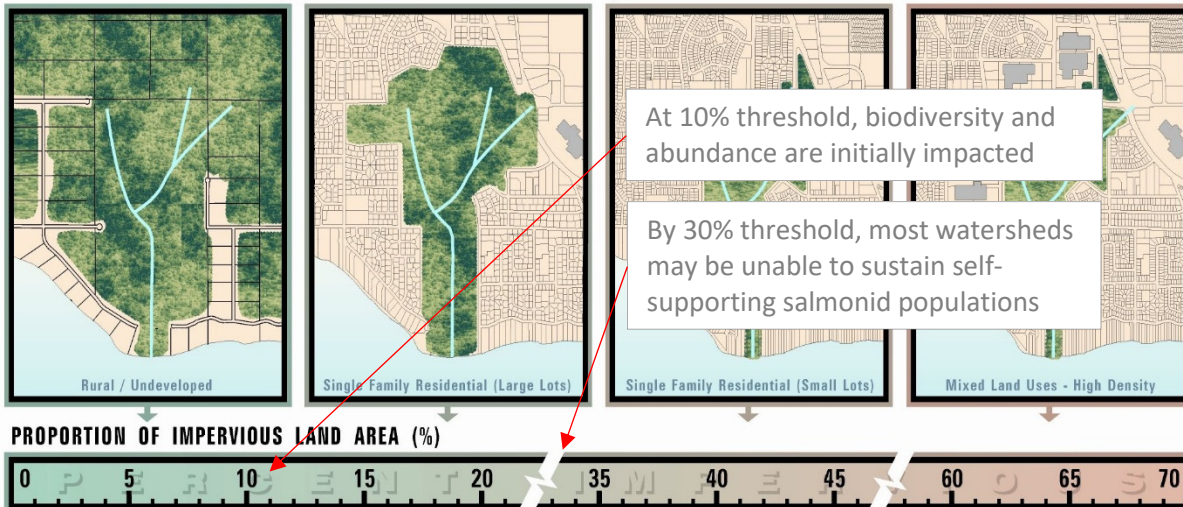 At 10% threshold, biodiversity and
abundance are initially impacted
By 30% threshold, most watersheds
may be unable to sustain self-
supporting salmonid populations
Rural / Undeveloped
Single Family Residential (Large Lots)
Single Family Residential (Small Lots)
Mixed Land Uses - High Density
PROPORTION OF IMPERVIOUS LAND AREA (%)
0 5 10 15 20 35 40 45 60 65 70
PERCENT